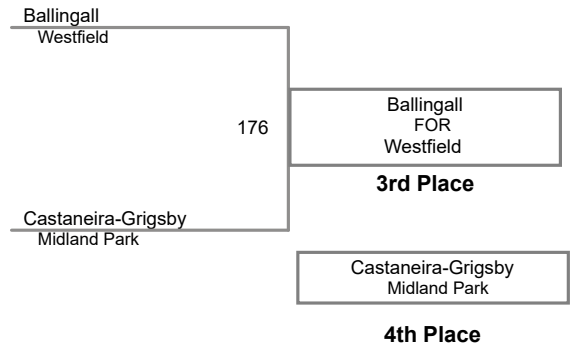 Ballingall
Westfield
176
Ballingall
FOR
Westfield
3rd Place
Castaneira-Grigsby
Midland Park
Castaneira-Grigsby
Midland Park
4th Place